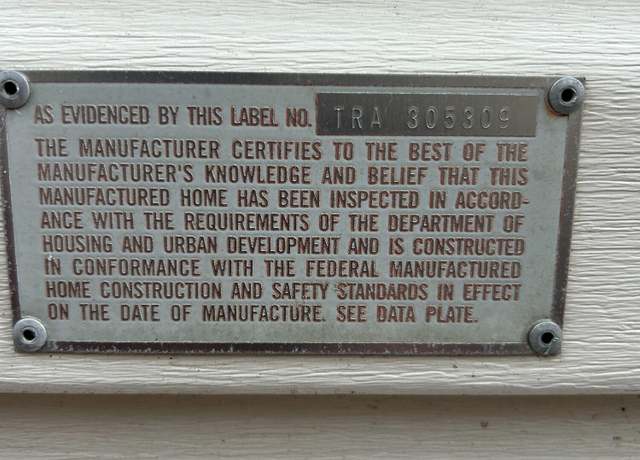 AS EVIDENCED BY THIS LABEL NO. TRA 305309
THE MANUFACTURER CERTIFIES TO THE BEST OF THE
MANUFACTURER'S KNOWLEDGE AND BELIEF THAT THIS
MANUFACTURED HOME HAS BEEN INSPECTED IN ACCORD-
ANCE WITH THE REQUIREMENTS OF THE DEPARTMENT OF
HOUSING AND URBAN DEVELOPMENT AND IS CONSTRUCTED
IN CONFORMANCE WITH THE FEDERAL MANUFACTURED
HOME CONSTRUCTION AND SAFETY STANDARDS IN EFFECT
ON THE DATE OF MANUFACTURE. SEE DATA PLATE.